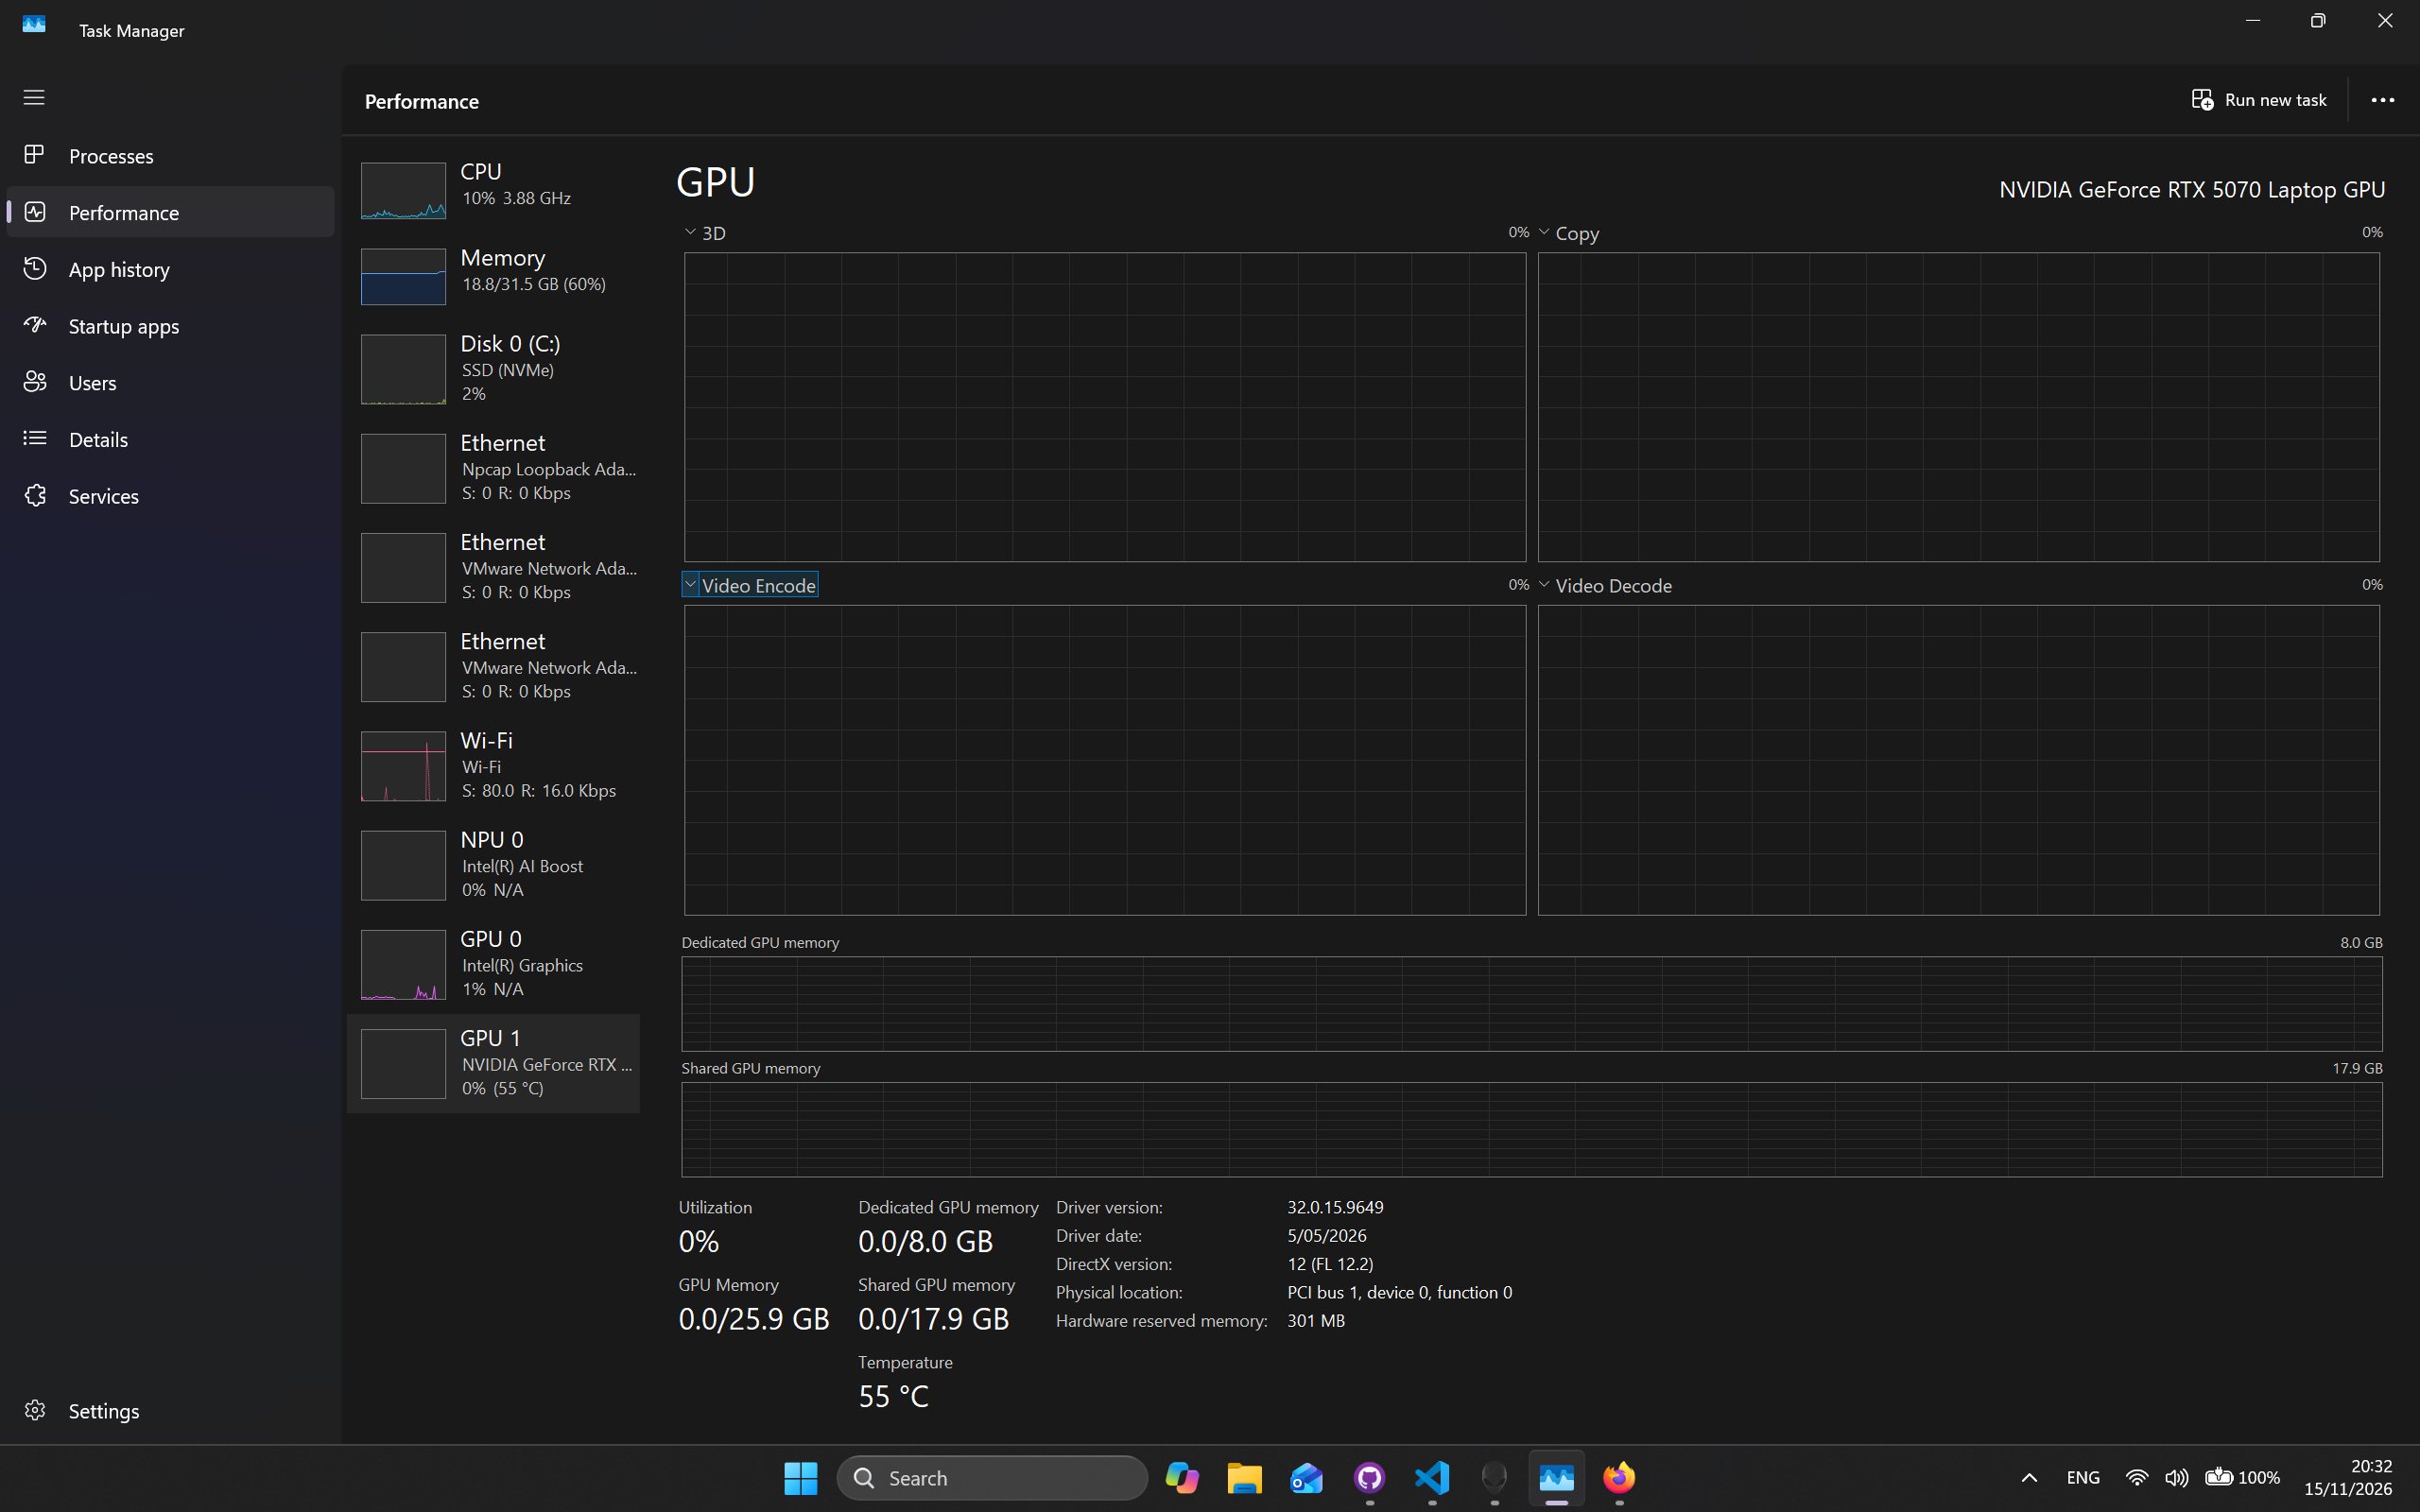 Task Manager
Performance
Run new task
Processes
Performance
App history
Startup apps
Users
Details
Services
Settings
CPU
10% 3.88 GHz
Memory
18.8/31.5 GB (60%)
Disk 0 (C:)
SSD (NVMe)
2%
Ethernet
Npcap Loopback Ada...
S: 0 R: 0 Kbps
Ethernet
VMware Network Ada...
S: 0 R: 0 Kbps
Ethernet
VMware Network Ada...
S: 0 R: 0 Kbps
Wi-Fi
Wi-Fi
S: 80.0 R: 16.0 Kbps
NPU 0
Intel(R) AI Boost
0% N/A
GPU 0
Intel(R) Graphics
1% N/A
GPU 1
NVIDIA GeForce RTX ...
0% (55 °C)
GPU
NVIDIA GeForce RTX 5070 Laptop GPU
3D 0%
Copy 0%
Video Encode 0%
Video Decode 0%
Dedicated GPU memory 8.0 GB
Shared GPU memory 17.9 GB
Utilization
0%
GPU Memory
0.0/25.9 GB
Dedicated GPU memory
0.0/8.0 GB
Shared GPU memory
0.0/17.9 GB
Temperature
55 °C
Driver version: 32.0.15.9649
Driver date: 5/05/2026
DirectX version: 12 (FL 12.2)
Physical location: PCI bus 1, device 0, function 0
Hardware reserved memory: 301 MB
Search
ENG
100%
20:32
15/11/2026